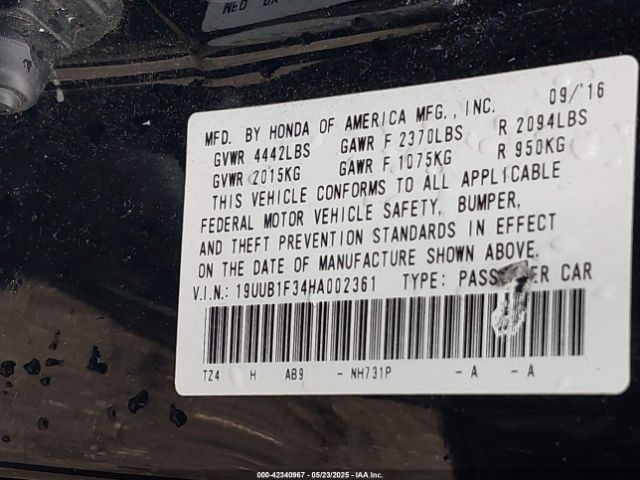 MFD. BY HONDA OF AMERICA MFG., INC. 09/'16
GVWR 4442LBS GAWR F 2370LBS R 2094LBS
GVWR 2015KG GAWR F 1075KG R 950KG
THIS VEHICLE CONFORMS TO ALL APPLICABLE
FEDERAL MOTOR VEHICLE SAFETY, BUMPER,
AND THEFT PREVENTION STANDARDS IN EFFECT
ON THE DATE OF MANUFACTURE SHOWN ABOVE.
V.I.N.: 19UUB1F34HA002361 TYPE: PASSENGER CAR
TZ4 H AB9 - NH731P - A - A
000-42340967 - 05/23/2025 - IAA Inc.